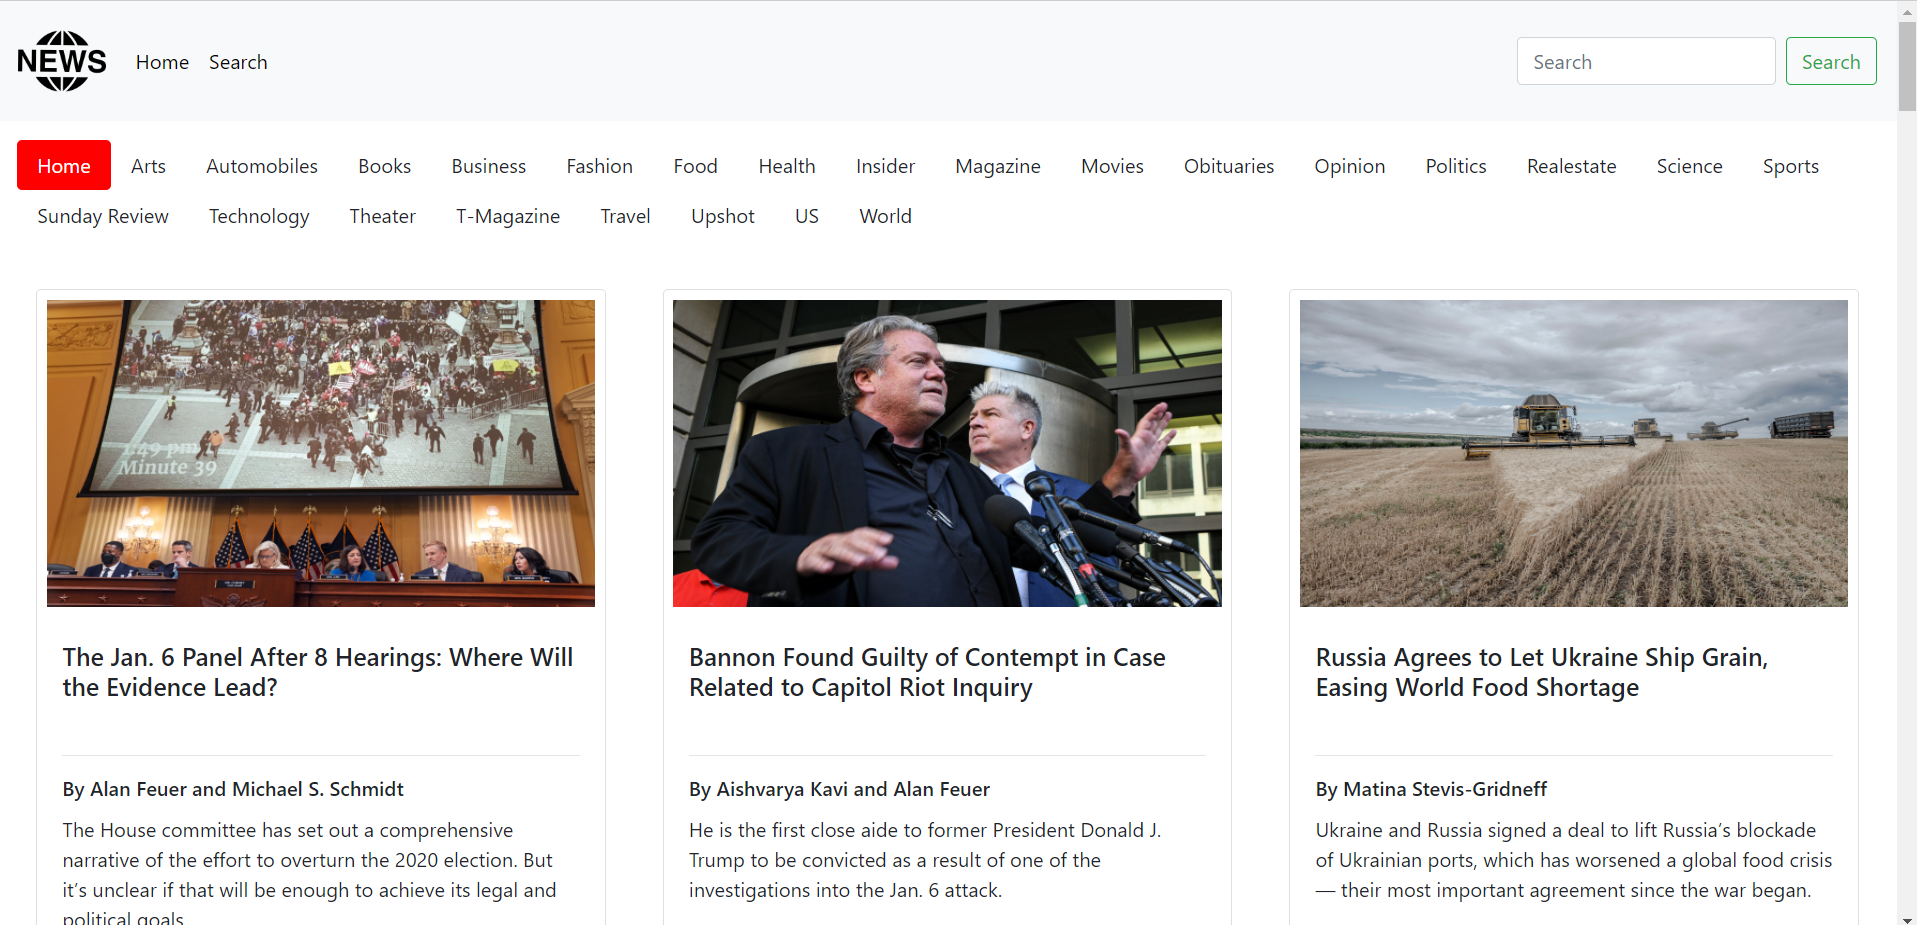 NEWS
Home Search
Search
Search
Home Arts Automobiles Books Business Fashion Food Health Insider Magazine Movies Obituaries Opinion Politics Realestate Science Sports
Sunday Review Technology Theater T-Magazine Travel Upshot US World
1:49 pm
Minute 39
The Jan. 6 Panel After 8 Hearings: Where Will
the Evidence Lead?
By Alan Feuer and Michael S. Schmidt
The House committee has set out a comprehensive
narrative of the effort to overturn the 2020 election. But
it’s unclear if that will be enough to achieve its legal and
political goals
Bannon Found Guilty of Contempt in Case
Related to Capitol Riot Inquiry
By Aishvarya Kavi and Alan Feuer
He is the first close aide to former President Donald J.
Trump to be convicted as a result of one of the
investigations into the Jan. 6 attack.
Russia Agrees to Let Ukraine Ship Grain,
Easing World Food Shortage
By Matina Stevis-Gridneff
Ukraine and Russia signed a deal to lift Russia’s blockade
of Ukrainian ports, which has worsened a global food crisis
— their most important agreement since the war began.